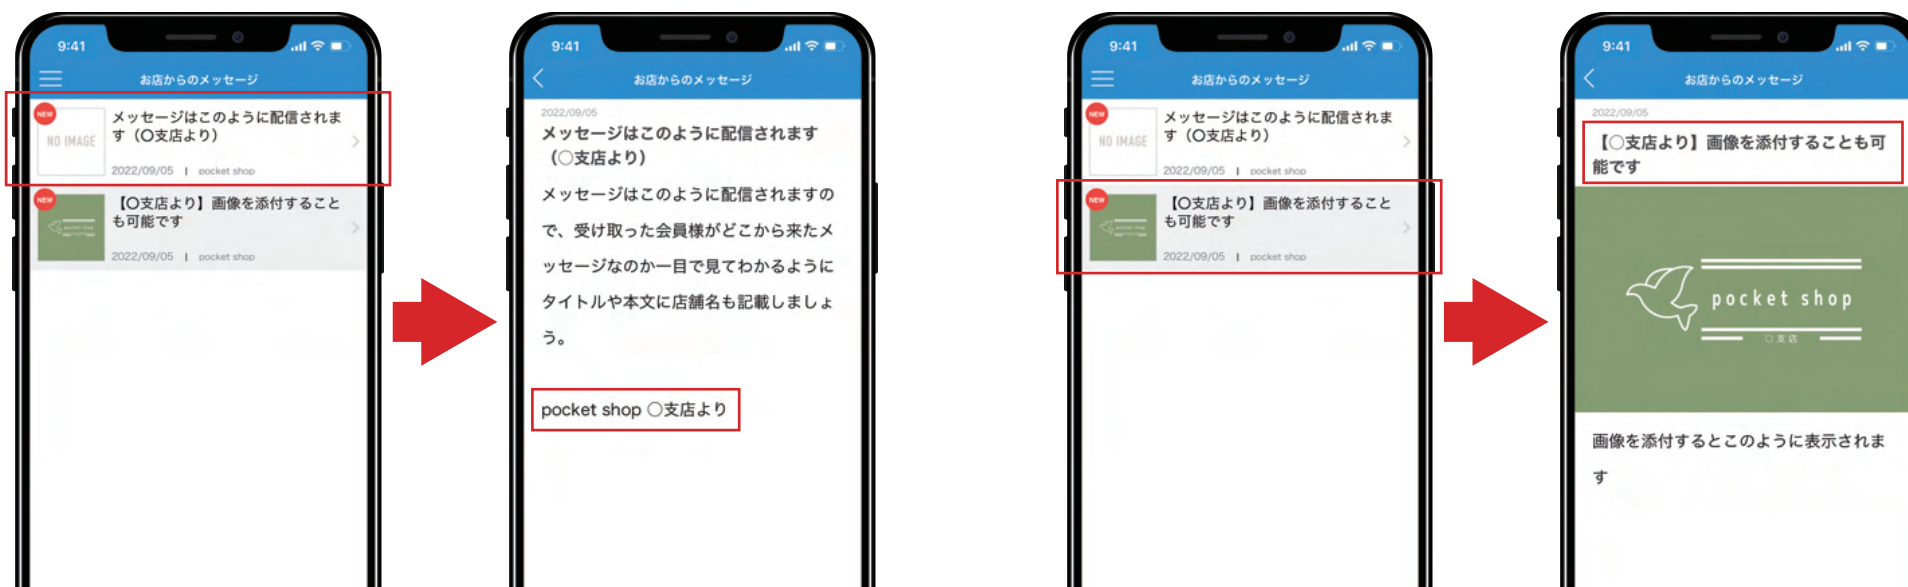 9:41
お店からのメッセージ
NEW
NO IMAGE
メッセージはこのように配信されま
す（〇支店より）
2022/09/05 | pocket shop
NEW
pocket shop
【〇支店より】画像を添付すること
も可能です
2022/09/05 | pocket shop
9:41
お店からのメッセージ
2022/09/05
メッセージはこのように配信されます
（〇支店より）
メッセージはこのように配信されますの
で、受け取った会員様がどこから来たメ
ッセージなのか一目で見てわかるように
タイトルや本文に店舗名も記載しましょ
う。
pocket shop 〇支店より
9:41
お店からのメッセージ
NEW
NO IMAGE
メッセージはこのように配信されま
す（〇支店より）
2022/09/05 | pocket shop
NEW
pocket shop
【〇支店より】画像を添付すること
も可能です
2022/09/05 | pocket shop
9:41
お店からのメッセージ
2022/09/05
【〇支店より】画像を添付することも可
能です
pocket shop
〇支店
画像を添付するとこのように表示されま
す